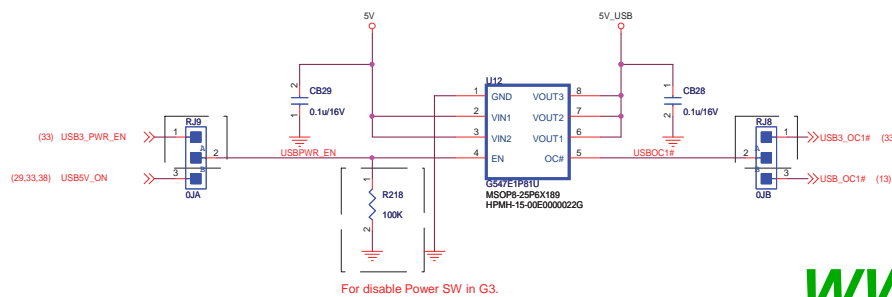 5V
5V_USB
2
CB29
1
0.1u/16V
U12
1 GND VOUT3 8
2 VIN1 VOUT2 7
3 VIN2 VOUT1 6
4 EN OC# 5
G547E1P81U
MSOP8-25P6X189
HPMH-15-00E0000022G
1
CB28
2
0.1u/16V
RJ9
(33) USB3_PWR_EN 1
A
2
USBPWR_EN
B
(29,33,38) USB5V_ON 3
0JA
USBOC1#
RJ8
1 USB3_OC1# (33
A
2
B
3 USB_OC1# (13)
0JB
1
R218
100K
2
For disable Power SW in G3.